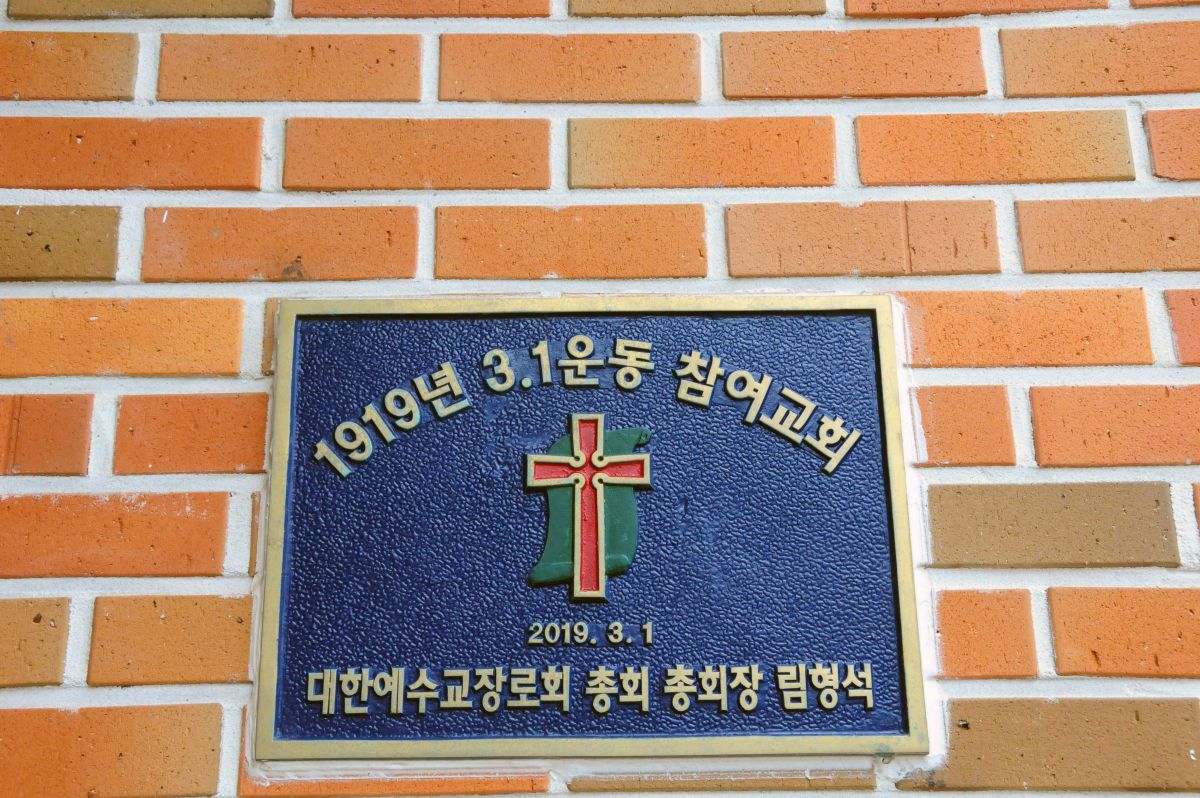 1919년 3.1운동 참여교회
2019. 3. 1
대한예수교장로회 총회 총회장 림형석